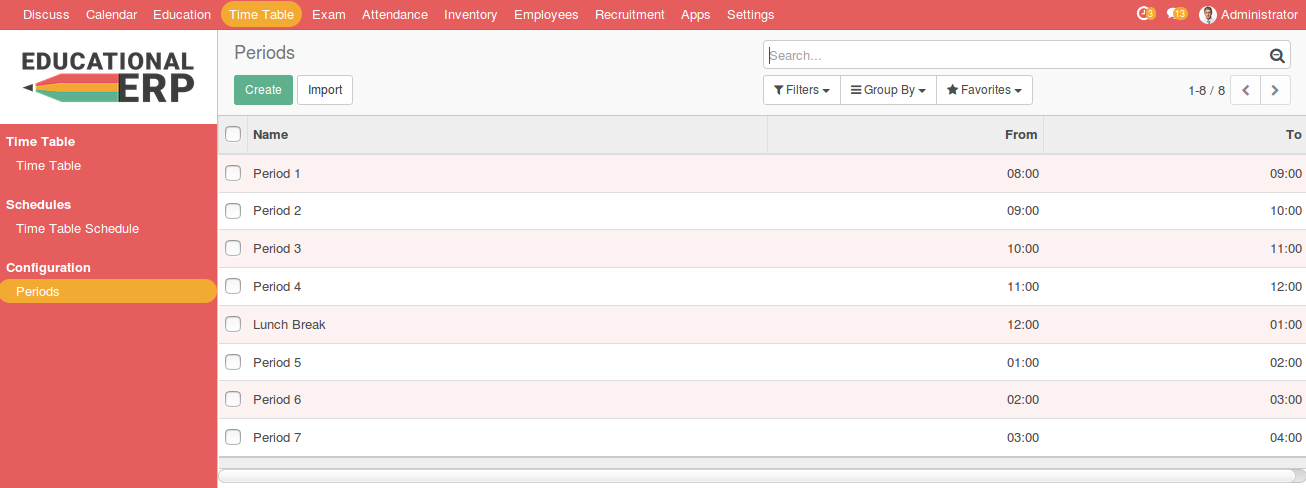 Discuss Calendar Education Time Table Exam Attendance Inventory Employees Recruitment Apps Settings 3 13 Administrator
EDUCATIONAL
ERP
Periods
Search...
Create Import
Filters Group By Favorites 1-8 / 8
Time Table
Time Table
Schedules
Time Table Schedule
Configuration
Periods
Name From To
Period 1 08:00 09:00
Period 2 09:00 10:00
Period 3 10:00 11:00
Period 4 11:00 12:00
Lunch Break 12:00 01:00
Period 5 01:00 02:00
Period 6 02:00 03:00
Period 7 03:00 04:00